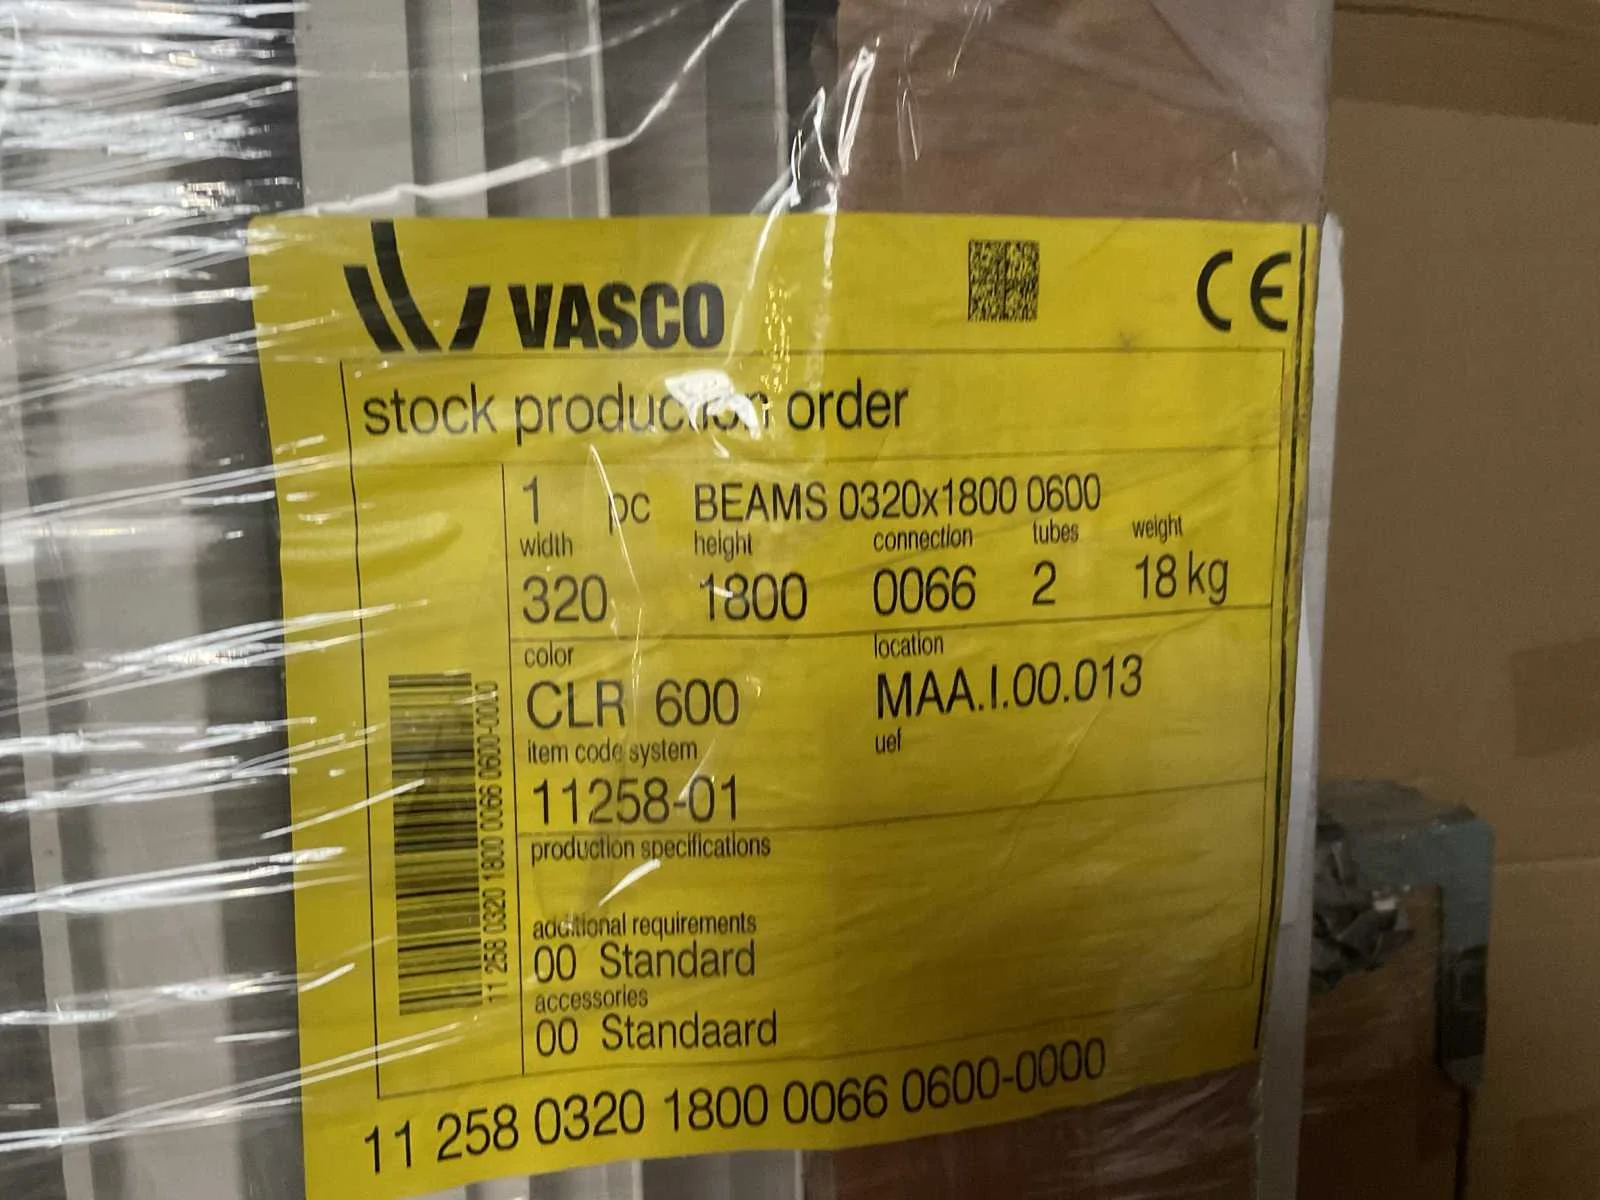 VASCO
CE
stock production order
1 pc BEAMS 0320x1800 0600
width height connection tubes weight
320 1800 0066 2 18 kg
color location
CLR 600 MAA.I.00.013
item code system uef
11258-01
production specifications
additional requirements
00 Standard
accessories
00 Standaard
11 258 0320 1800 0066 0600-0000
11 258 0320 1800 0066 0600-0000